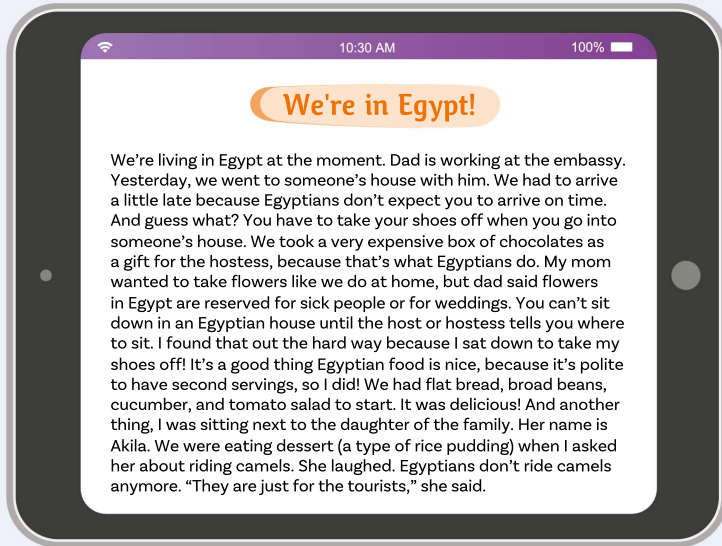 10:30 AM
100%
We're in Egypt!
We’re living in Egypt at the moment. Dad is working at the embassy.
Yesterday, we went to someone’s house with him. We had to arrive
a little late because Egyptians don’t expect you to arrive on time.
And guess what? You have to take your shoes off when you go into
someone’s house. We took a very expensive box of chocolates as
a gift for the hostess, because that’s what Egyptians do. My mom
wanted to take flowers like we do at home, but dad said flowers
in Egypt are reserved for sick people or for weddings. You can’t sit
down in an Egyptian house until the host or hostess tells you where
to sit. I found that out the hard way because I sat down to take my
shoes off! It’s a good thing Egyptian food is nice, because it’s polite
to have second servings, so I did! We had flat bread, broad beans,
cucumber, and tomato salad to start. It was delicious! And another
thing, I was sitting next to the daughter of the family. Her name is
Akila. We were eating dessert (a type of rice pudding) when I asked
her about riding camels. She laughed. Egyptians don’t ride camels
anymore. “They are just for the tourists,” she said.